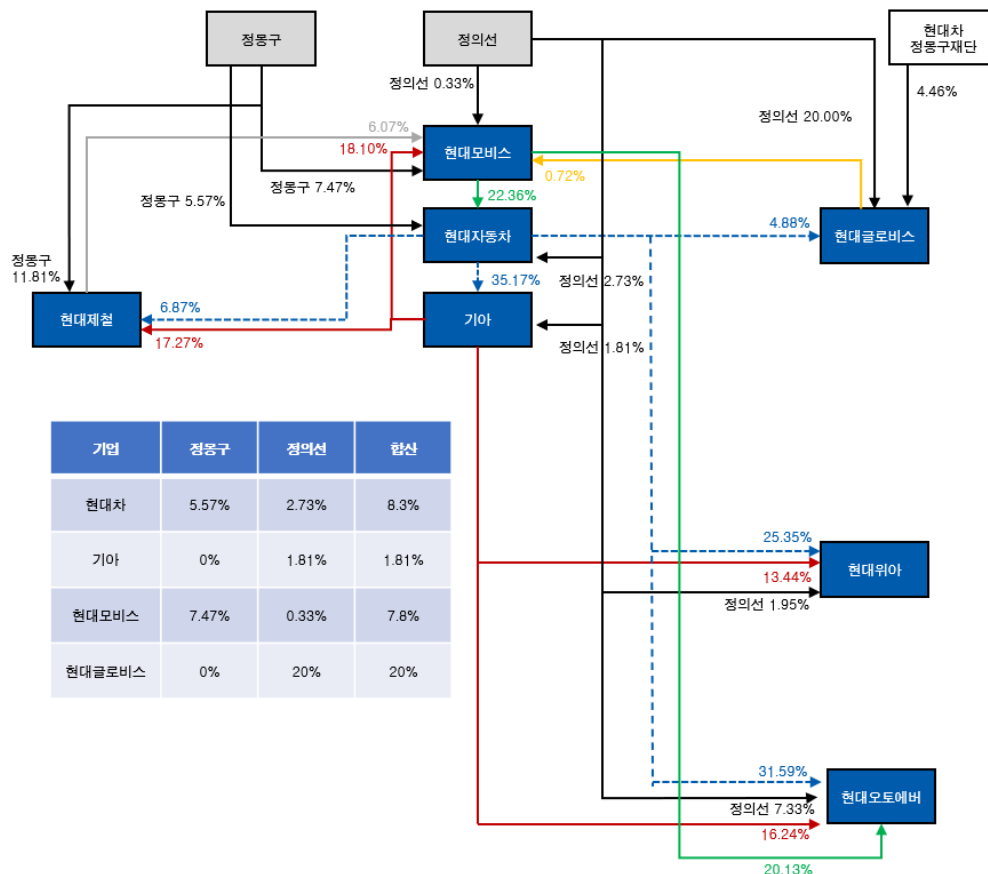 정몽구
정의선
현대차
정몽구재단
정의선 0.33%
4.46%
정의선 20.00%
6.07%
18.10%
현대모비스
0.72%
정몽구 7.47%
정몽구 5.57%
22.36%
현대자동차
4.88%
현대글로비스
정몽구
11.81%
정의선 2.73%
35.17%
6.87%
현대제철
기아
17.27%
정의선 1.81%
기업 정몽구 정의선 합산
현대차 5.57% 2.73% 8.3%
기아 0% 1.81% 1.81%
현대모비스 7.47% 0.33% 7.8%
현대글로비스 0% 20% 20%
25.35%
현대위아
13.44%
정의선 1.95%
31.59%
현대오토에버
정의선 7.33%
16.24%
20.13%